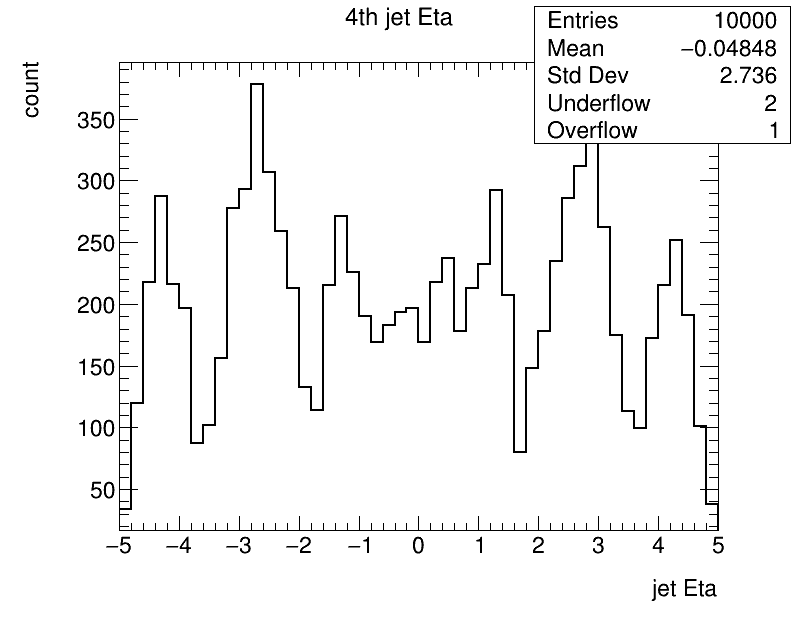 4th jet Eta
Entries 10000
Mean −0.04848
Std Dev 2.736
Underflow 2
Overflow 1
count
350
300
250
200
150
100
50
−5 −4 −3 −2 −1 0 1 2 3 4 5
jet Eta